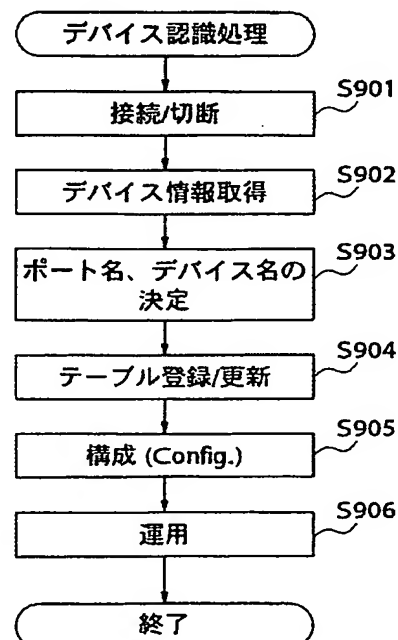 デバイス認識処理
S901
接続/切断
S902
デバイス情報取得
S903
ポート名、デバイス名の
決定
S904
テーブル登録/更新
S905
構成 (Config.)
S906
運用
終了